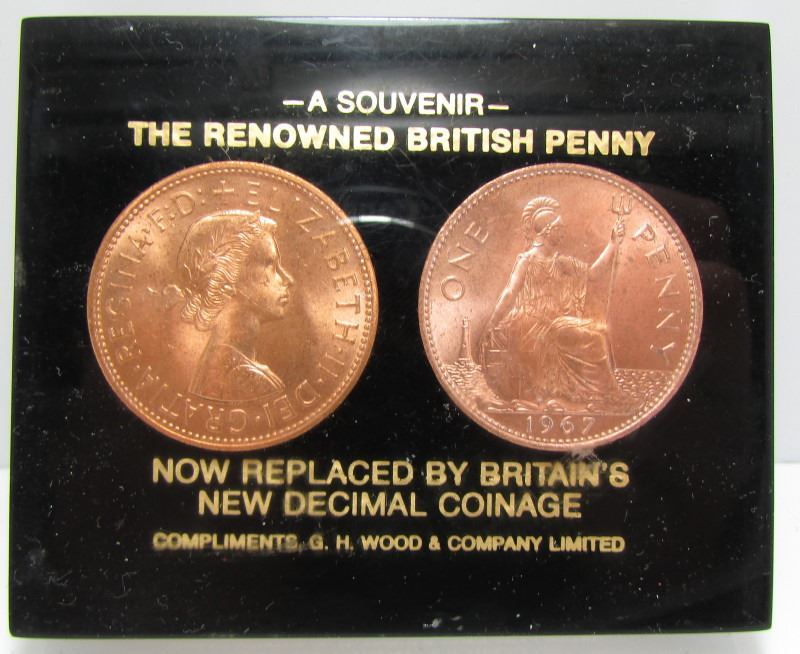 — A SOUVENIR —
THE RENOWNED BRITISH PENNY
ELIZABETH·II·DEI·GRATIA·REGINA·F:D:+
ONE PENNY
1967
NOW REPLACED BY BRITAIN'S
NEW DECIMAL COINAGE
COMPLIMENTS G. H. WOOD & COMPANY LIMITED